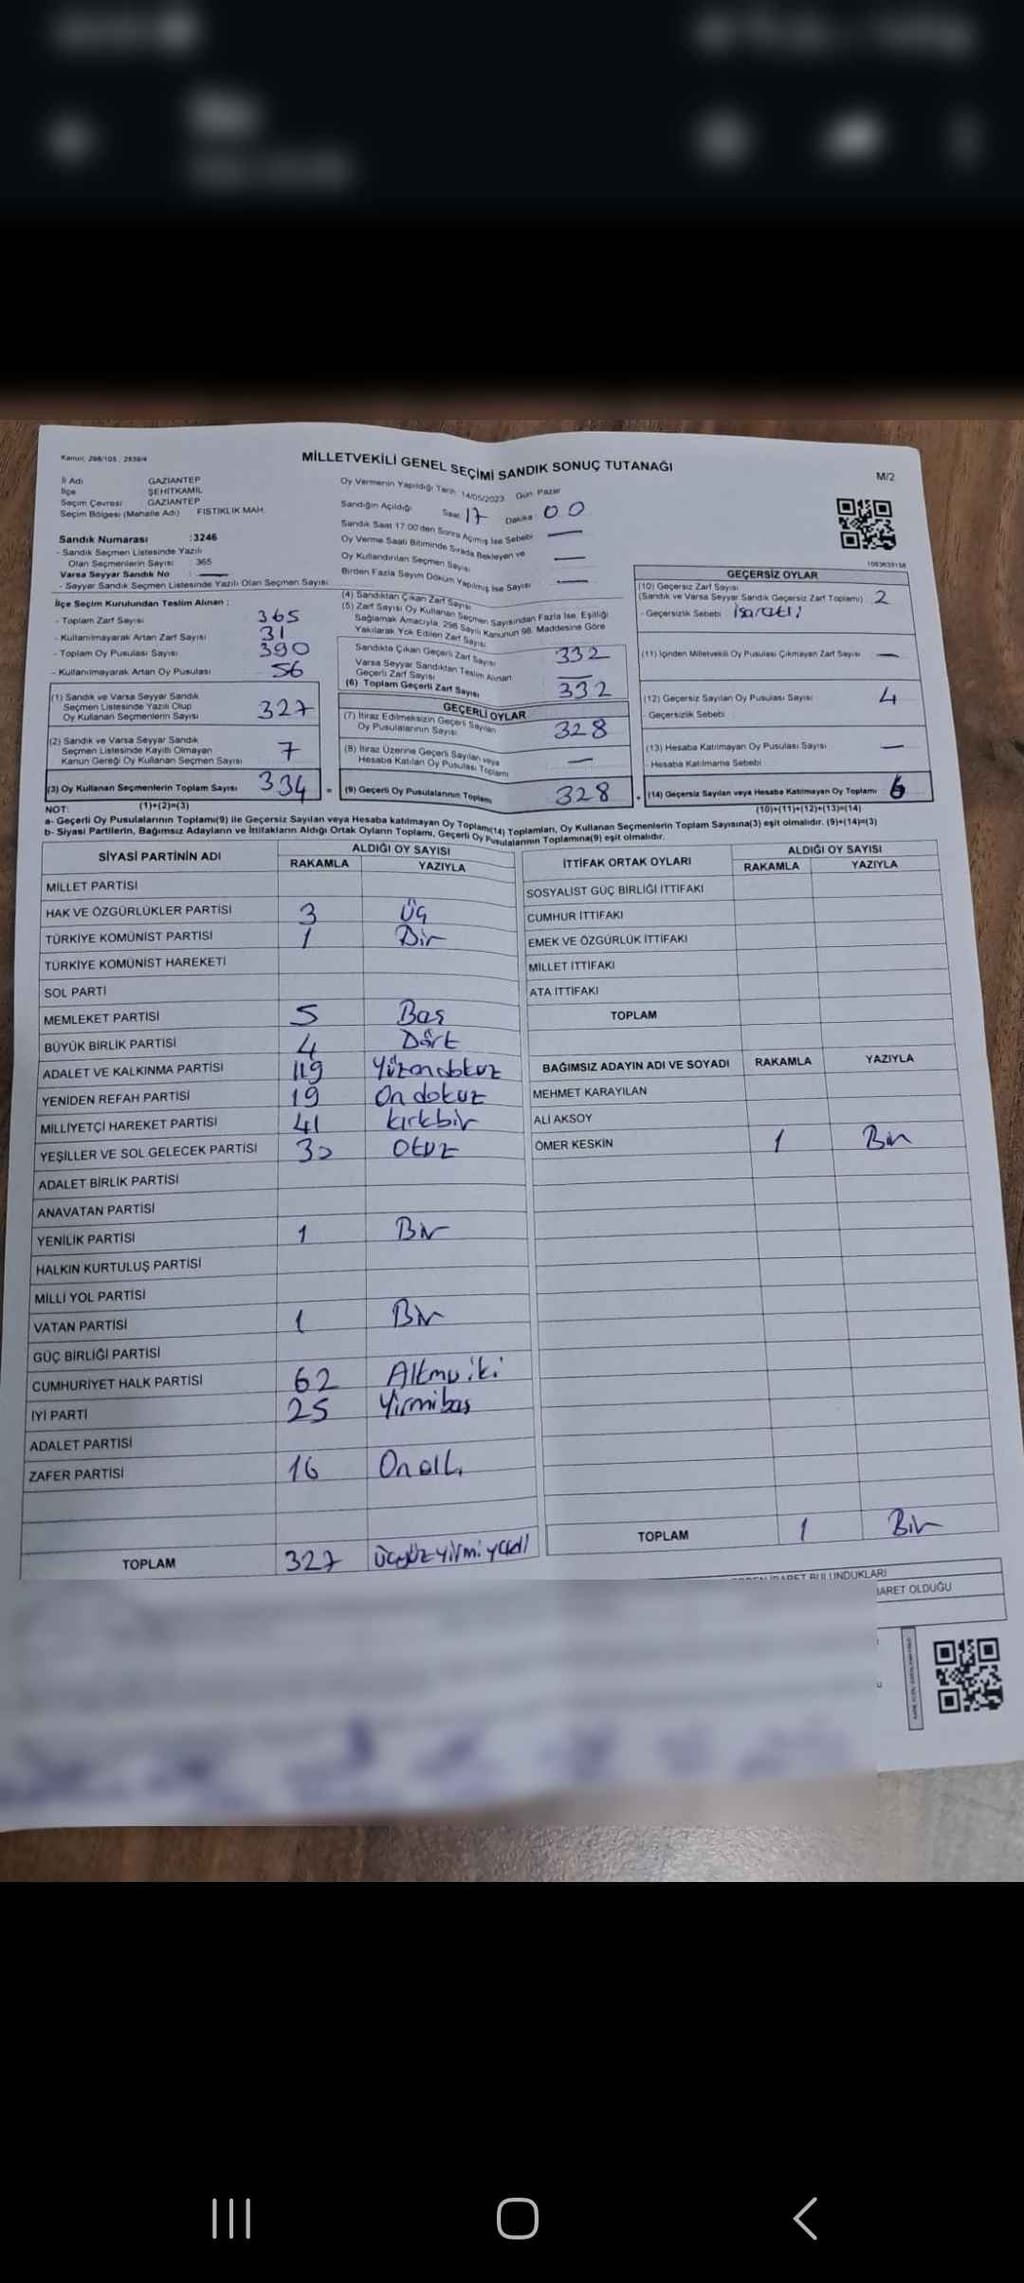 MİLLETVEKİLİ GENEL SEÇİMİ SANDIK SONUÇ TUTANAĞI
M/2
İl Adı GAZİANTEP
İlçe ŞEHİTKAMİL
Seçim Çevresi GAZİANTEP
Seçim Bölgesi (Mahalle Adı) FISTIKLIK MAH.
Sandık Numarası :3246
- Sandık Seçmen Listesinde Yazılı
Olan Seçmenlerin Sayısı : 365
Varsa Seyyar Sandık No : —
- Seyyar Sandık Seçmen Listesinde Yazılı Olan Seçmen Sayısı
Oy Vermenin Yapıldığı Tarih 14/05/2023 Gün Pazar
Sandığın Açıldığı Saat 17 Dakika 00
Sandık Saat 17:00'den Sonra Açılmış İse Sebebi —
Oy Verme Saati Bitiminde Sırada Bekleyen ve
Oy Kullandırılan Seçmen Sayısı —
Birden Fazla Sayım Döküm Yapılmış İse Sayısı —
İlçe Seçim Kurulundan Teslim Alınan :
- Toplam Zarf Sayısı 365
- Kullanılmayarak Artan Zarf Sayısı 31
- Toplam Oy Pusulası Sayısı 390
- Kullanılmayarak Artan Oy Pusulası 56
(1) Sandık ve Varsa Seyyar Sandık
Seçmen Listesinde Yazılı Olup
Oy Kullanan Seçmenlerin Sayısı 327
(2) Sandık ve Varsa Seyyar Sandık
Seçmen Listesinde Kayıtlı Olmayan
Kanun Gereği Oy Kullanan Seçmen Sayısı 7
(3) Oy Kullanan Seçmenlerin Toplam Sayısı 334
(1)+(2)=(3)
(4) Sandıktan Çıkan Zarf Sayısı
(5) Zarf Sayısı Oy Kullanan Seçmen Sayısından Fazla İse, Eşitliği
Sağlamak Amacıyla, 298 Sayılı Kanunun 98. Maddesine Göre
Yakılarak Yok Edilen Zarf Sayısı
Sandıkta Çıkan Geçerli Zarf Sayısı 332
Varsa Seyyar Sandıktan Teslim Alınan
Geçerli Zarf Sayısı —
(6) Toplam Geçerli Zarf Sayısı 332
GEÇERLİ OYLAR
(7) İtiraz Edilmeksizin Geçerli Sayılan
Oy Pusulalarının Sayısı 328
(8) İtiraz Üzerine Geçerli Sayılan veya
Hesaba Katılan Oy Pusulası Toplamı —
(9) Geçerli Oy Pusulalarının Toplamı 328
GEÇERSİZ OYLAR
(10) Geçersiz Zarf Sayısı
(Sandık ve Varsa Seyyar Sandık Geçersiz Zarf Toplamı) 2
- Geçersizlik Sebebi işaretli
(11) İçinden Milletvekili Oy Pusulası Çıkmayan Zarf Sayısı —
(12) Geçersiz Sayılan Oy Pusulası Sayısı 4
- Geçersizlik Sebebi
(13) Hesaba Katılmayan Oy Pusulası Sayısı —
- Hesaba Katılmama Sebebi
(14) Geçersiz Sayılan veya Hesaba Katılmayan Oy Toplamı 6
(10)+(11)+(12)+(13)=(14)
NOT:
a- Geçerli Oy Pusulalarının Toplamı(9) ile Geçersiz Sayılan veya Hesaba katılmayan Oy Toplam(14) Toplamları, Oy Kullanan Seçmenlerin Toplam Sayısına(3) eşit olmalıdır. (9)+(14)=(3)
b- Siyasi Partilerin, Bağımsız Adayların ve İttifakların Aldığı Ortak Oyların Toplamı, Geçerli Oy Pusulalarının Toplamına(9) eşit olmalıdır.
SİYASİ PARTİNİN ADI ALDIĞI OY SAYISI
RAKAMLA YAZIYLA
MİLLET PARTİSİ
HAK VE ÖZGÜRLÜKLER PARTİSİ 3 Üç
TÜRKİYE KOMÜNİST PARTİSİ 1 Bir
TÜRKİYE KOMÜNİST HAREKETİ
SOL PARTİ
MEMLEKET PARTİSİ 5 Beş
BÜYÜK BİRLİK PARTİSİ 4 Dört
ADALET VE KALKINMA PARTİSİ 119 Yüzondokuz
YENİDEN REFAH PARTİSİ 19 Ondokuz
MİLLİYETÇİ HAREKET PARTİSİ 41 kırkbir
YEŞİLLER VE SOL GELECEK PARTİSİ 30 Otuz
ADALET BİRLİK PARTİSİ
ANAVATAN PARTİSİ
YENİLİK PARTİSİ 1 Bir
HALKIN KURTULUŞ PARTİSİ
MİLLİ YOL PARTİSİ
VATAN PARTİSİ 1 Bir
GÜÇ BİRLİĞİ PARTİSİ
CUMHURİYET HALK PARTİSİ 62 Altmıiki
İYİ PARTİ 25 Yirmibeş
ADALET PARTİSİ
ZAFER PARTİSİ 16 Onaltı
TOPLAM 327 Üçyüzyirmiyedi
İTTİFAK ORTAK OYLARI ALDIĞI OY SAYISI
RAKAMLA YAZIYLA
SOSYALİST GÜÇ BİRLİĞİ İTTİFAKI
CUMHUR İTTİFAKI
EMEK VE ÖZGÜRLÜK İTTİFAKI
MİLLET İTTİFAKI
ATA İTTİFAKI
TOPLAM
BAĞIMSIZ ADAYIN ADI VE SOYADI RAKAMLA YAZIYLA
MEHMET KARAYILAN
ALİ AKSOY
ÖMER KESKİN 1 Bir
TOPLAM 1 Bir
İŞARET BULUNDUKLARI
İŞARET OLDUĞU